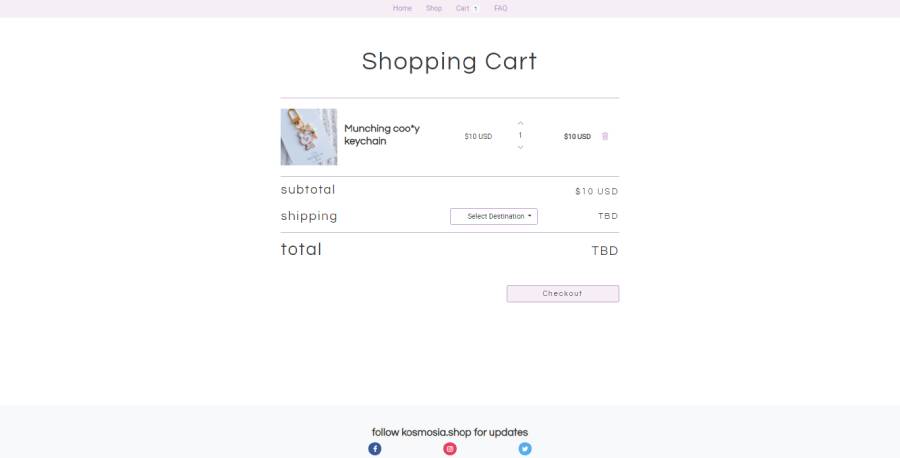 Home Shop Cart 1 FAQ
Shopping Cart
Munching coo*y
keychain
$10 USD
1
$10 USD
subtotal $10 USD
shipping Select Destination TBD
total TBD
Checkout
follow kosmosia.shop for updates